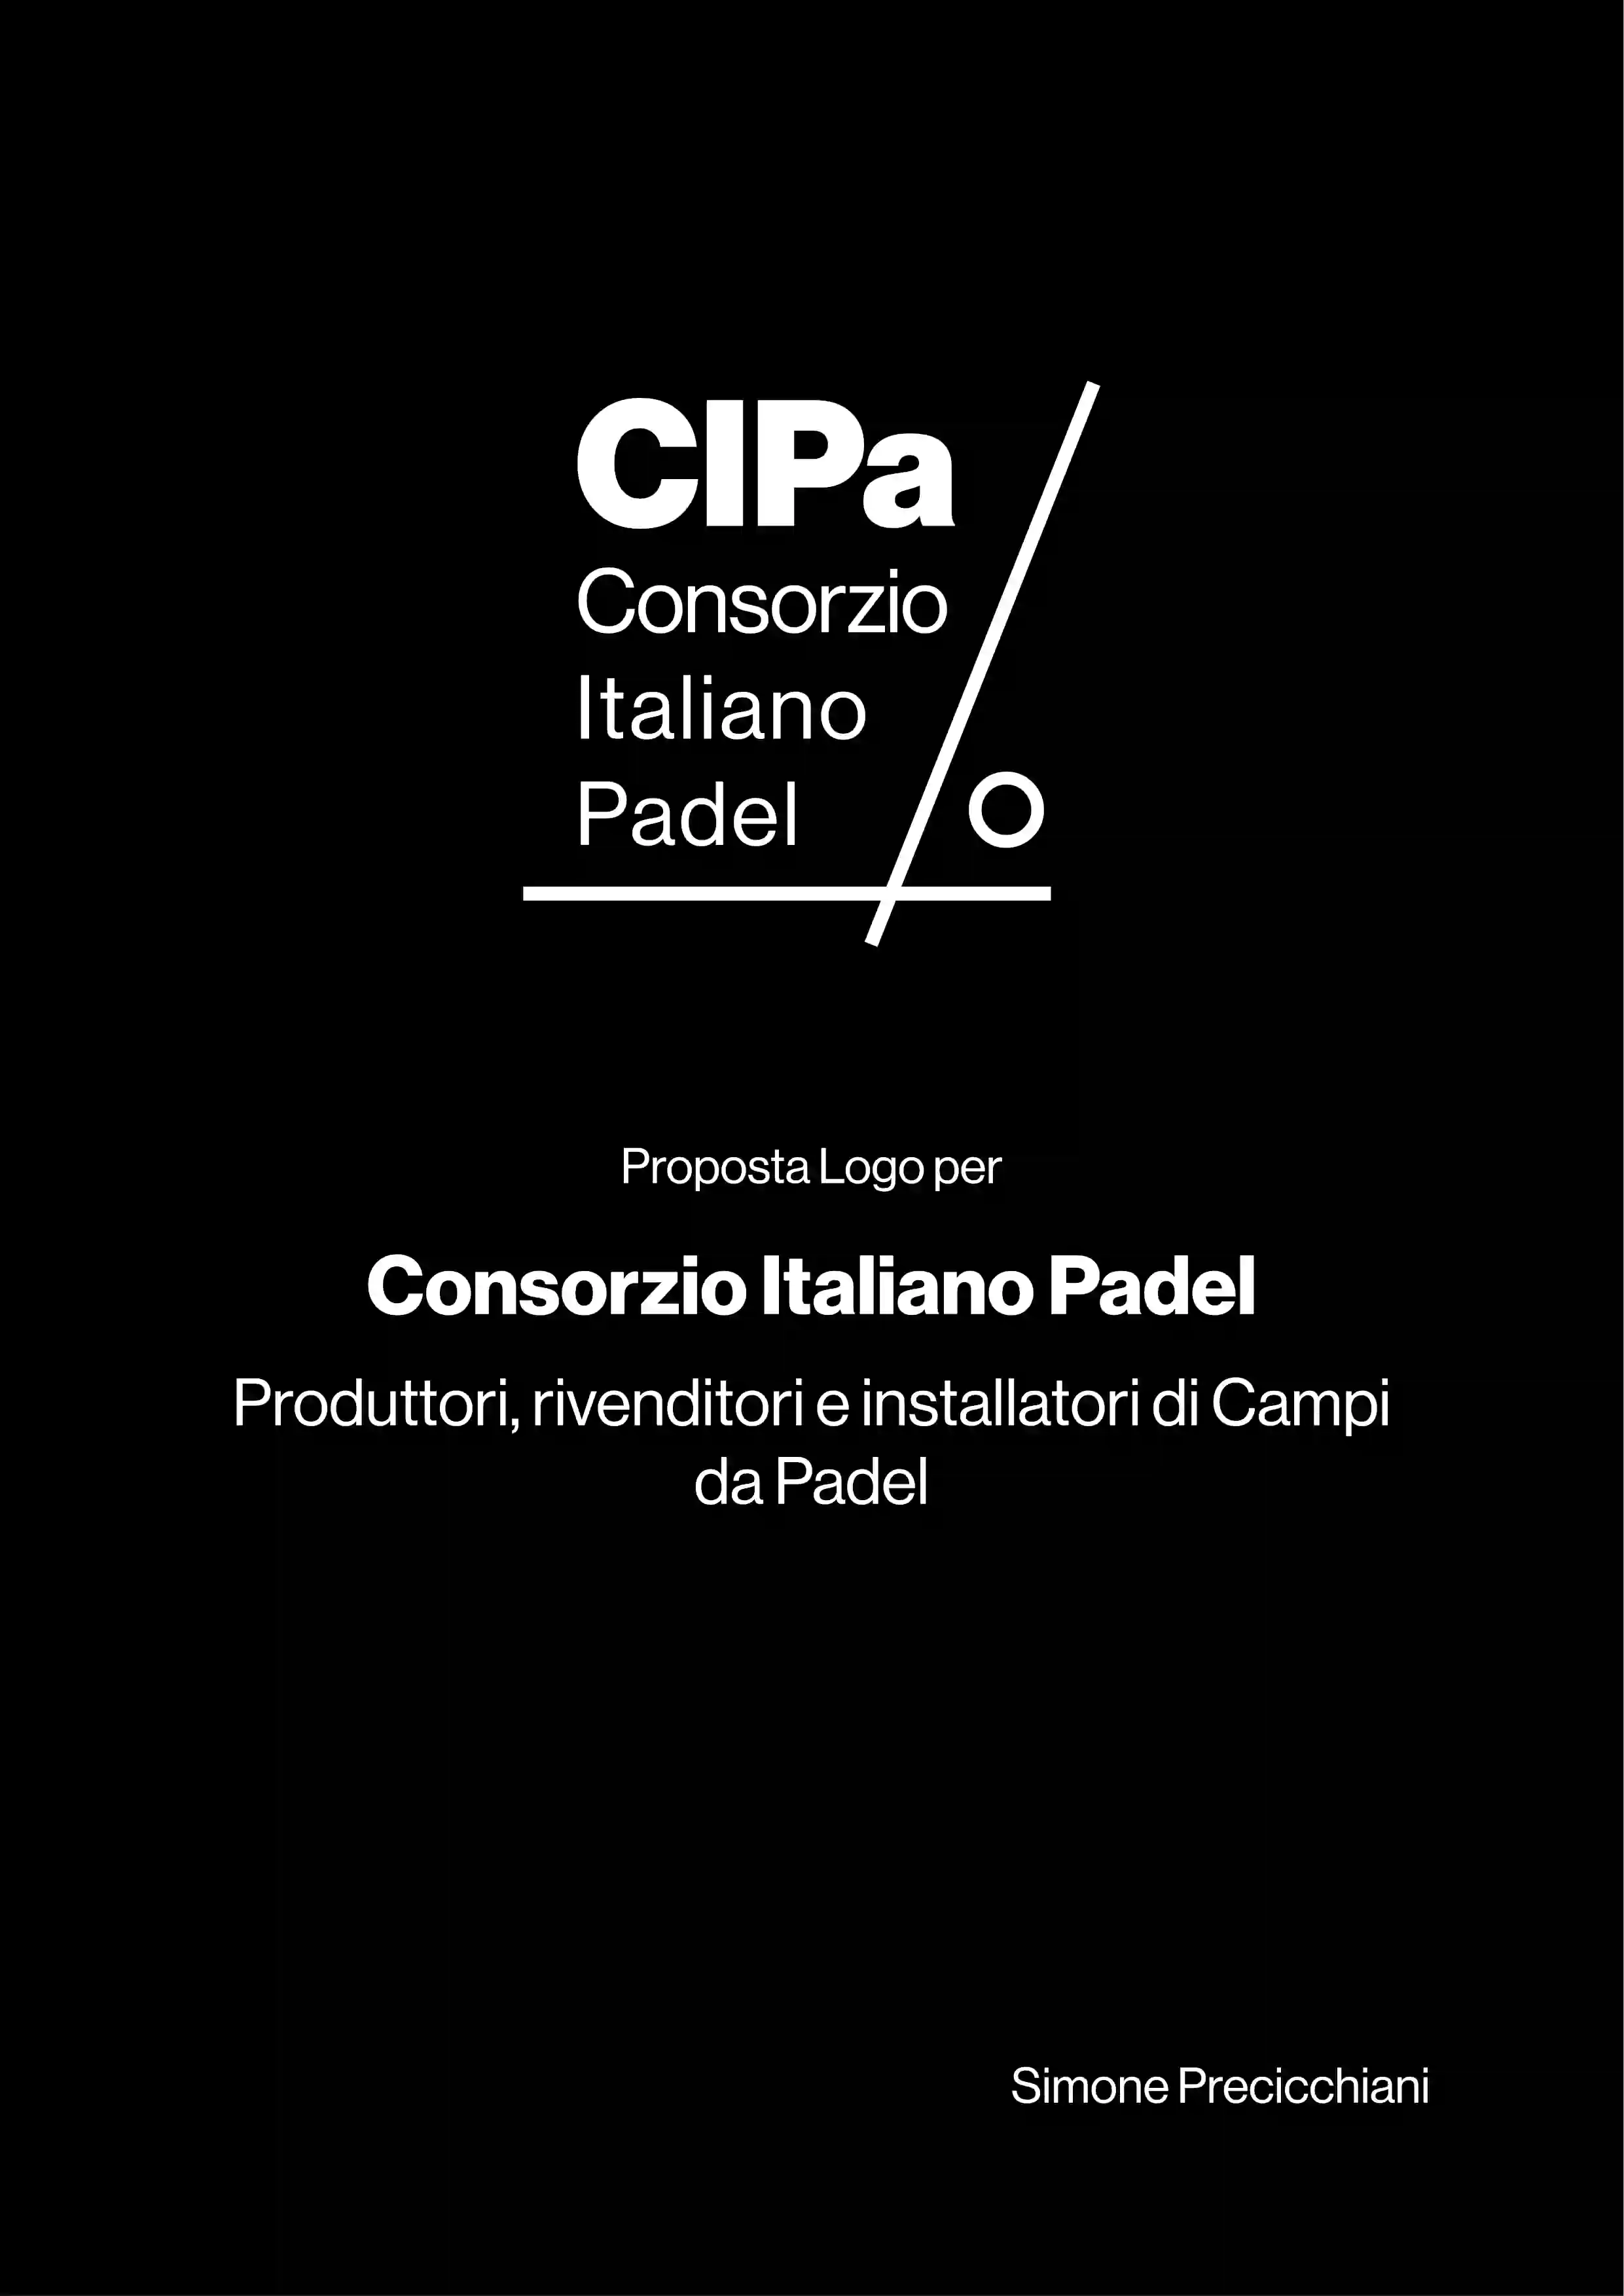 CIPa
Consorzio
Italiano
Padel
Proposta Logo per
Consorzio Italiano Padel
Produttori, rivenditori e installatori di Campi
da Padel
Simone Precicchiani